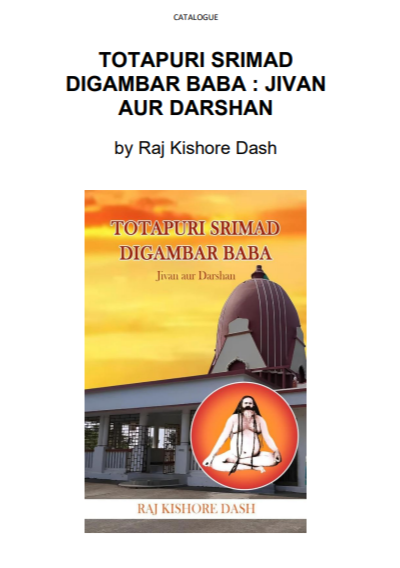 CATALOGUE
TOTAPURI SRIMAD
DIGAMBAR BABA : JIVAN
AUR DARSHAN
by Raj Kishore Dash
TOTAPURI SRIMAD
DIGAMBAR BABA
Jivan aur Darshan
RAJ KISHORE DASH